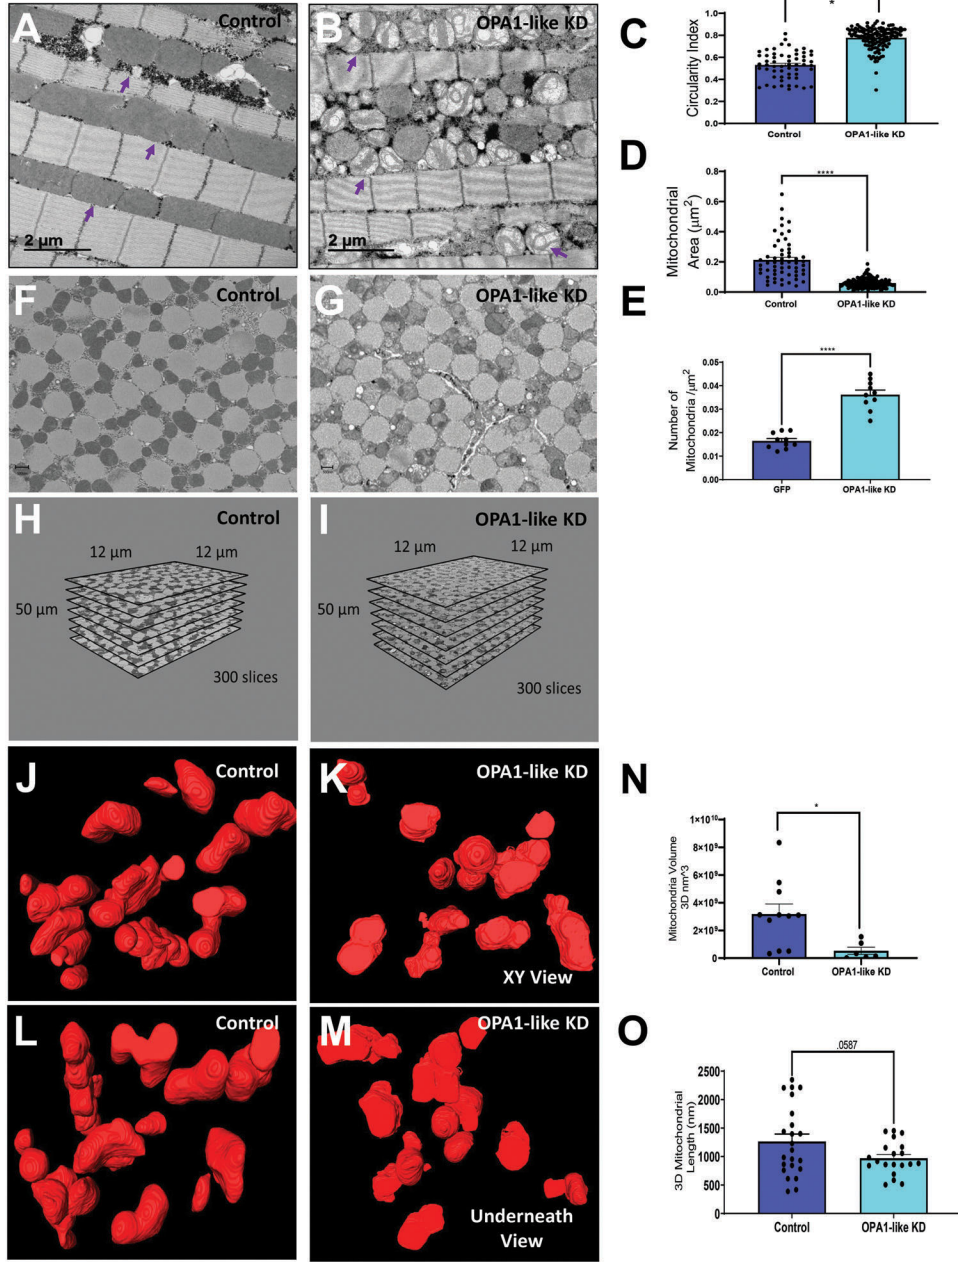 A
Control
2 μm
B
OPA1-like KD
2 μm
C
Circularity Index
1.0
0.8
0.6
0.4
0.2
0.0
*
Control
OPA1-like KD
D
Mitochondrial
Area (μm²)
0.8
0.6
0.4
0.2
0.0
****
Control
OPA1-like KD
E
Number of
Mitochondria /μm²
0.05
0.04
0.03
0.02
0.01
0.00
****
GFP
OPA1-like KD
F
Control
G
OPA1-like KD
H
Control
12 μm
12 μm
50 μm
300 slices
I
OPA1-like KD
12 μm
12 μm
50 μm
300 slices
J
Control
K
OPA1-like KD
XY View
L
Control
M
OPA1-like KD
Underneath
View
N
Mitochondria Volume
3D nm^3
1×10¹⁰
8×10⁹
6×10⁹
4×10⁹
2×10⁹
0
*
Control
OPA1-like KD
O
3D Mitochondrial
Length (nm)
2500
2000
1500
1000
500
0
.0587
Control
OPA1-like KD